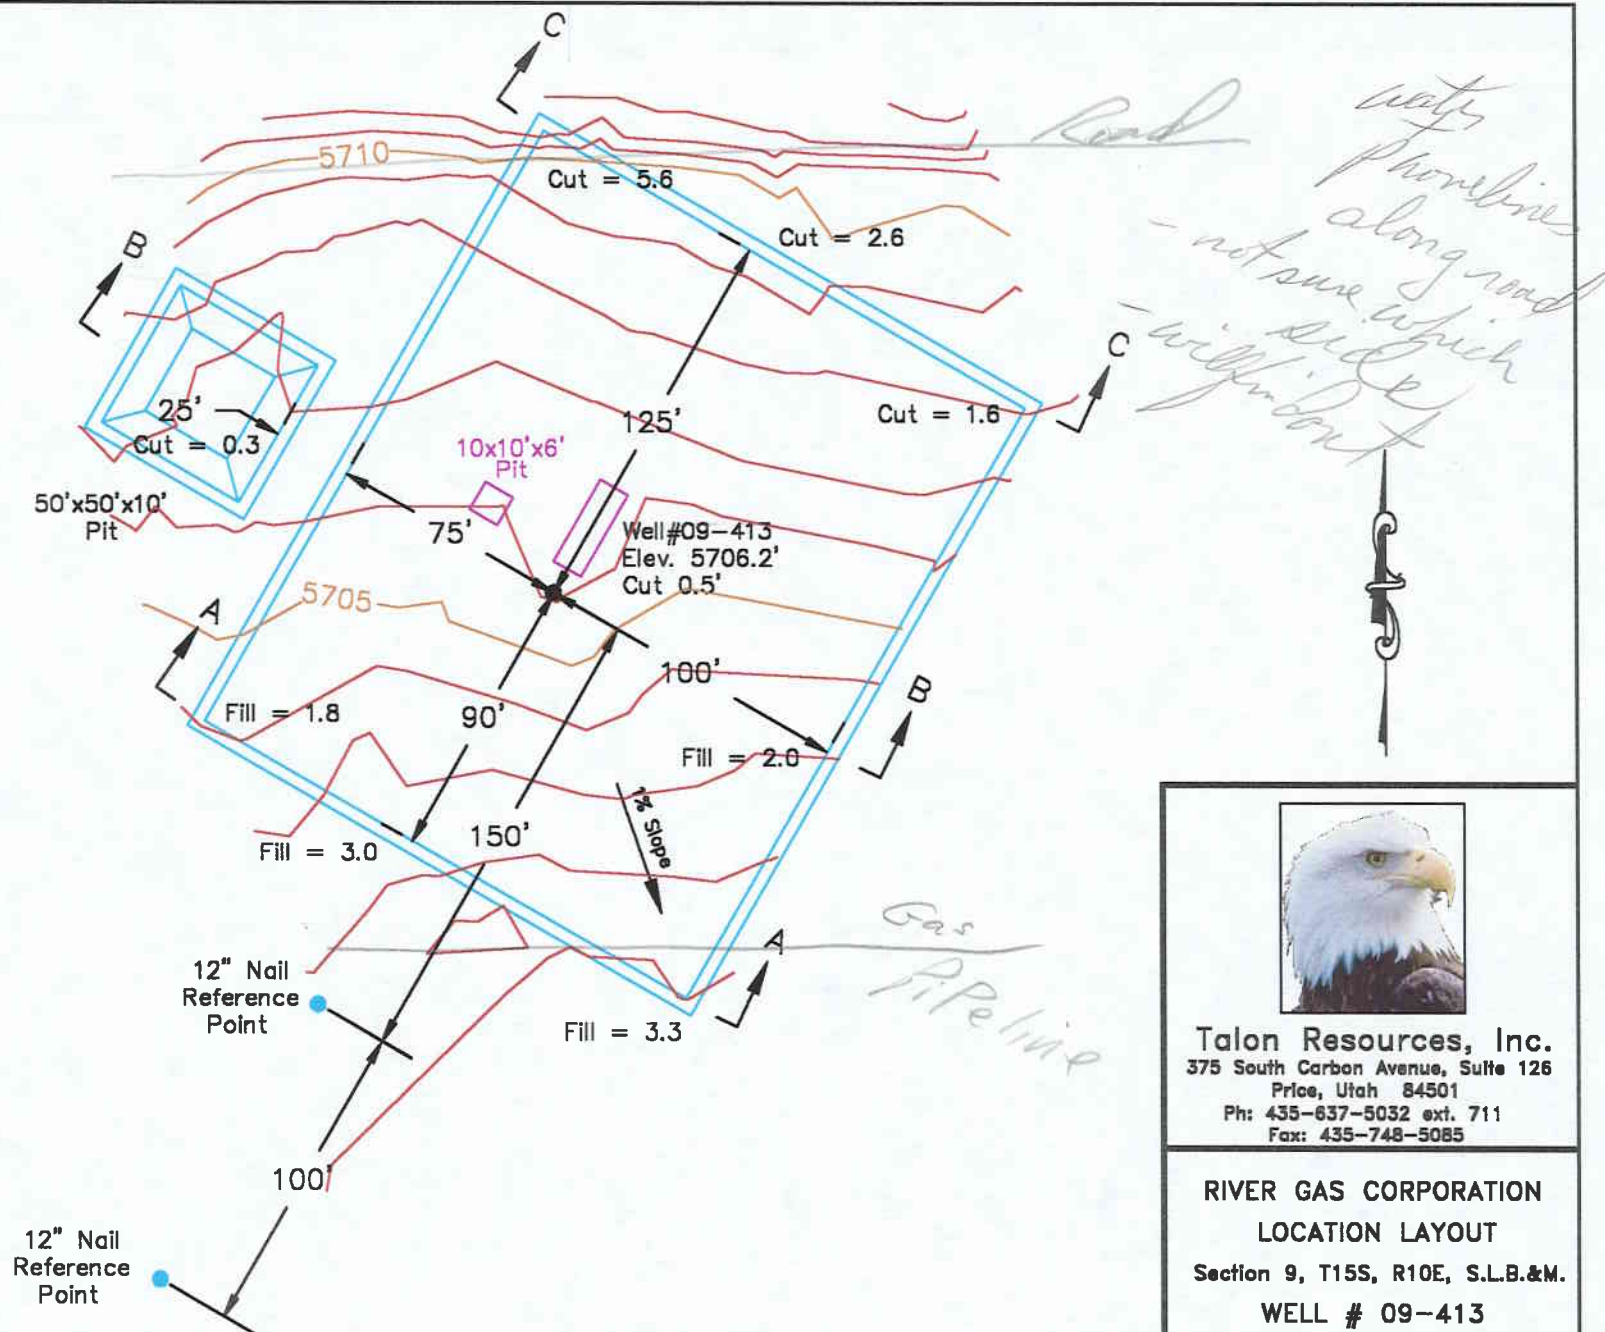 C
Road
water
Phonelines
along road
- not sure which
side
- will find out
5710
Cut = 5.6
Cut = 2.6
B
C
25'
Cut = 0.3
125'
Cut = 1.6
10x10'x6'
Pit
50'x50'x10'
Pit
75'
Well#09-413
Elev. 5706.2'
Cut 0.5'
A
5705
100'
B
Fill = 1.8
90'
Fill = 2.0
1% Slope
150'
Fill = 3.0
Gas
Pipeline
A
12" Nail
Reference
Point
Fill = 3.3
100'
12" Nail
Reference
Point
Talon Resources, Inc.
375 South Carbon Avenue, Suite 126
Price, Utah 84501
Ph: 435-637-5032 ext. 711
Fax: 435-748-5085
RIVER GAS CORPORATION
LOCATION LAYOUT
Section 9, T15S, R10E, S.L.B.&M.
WELL # 09-413